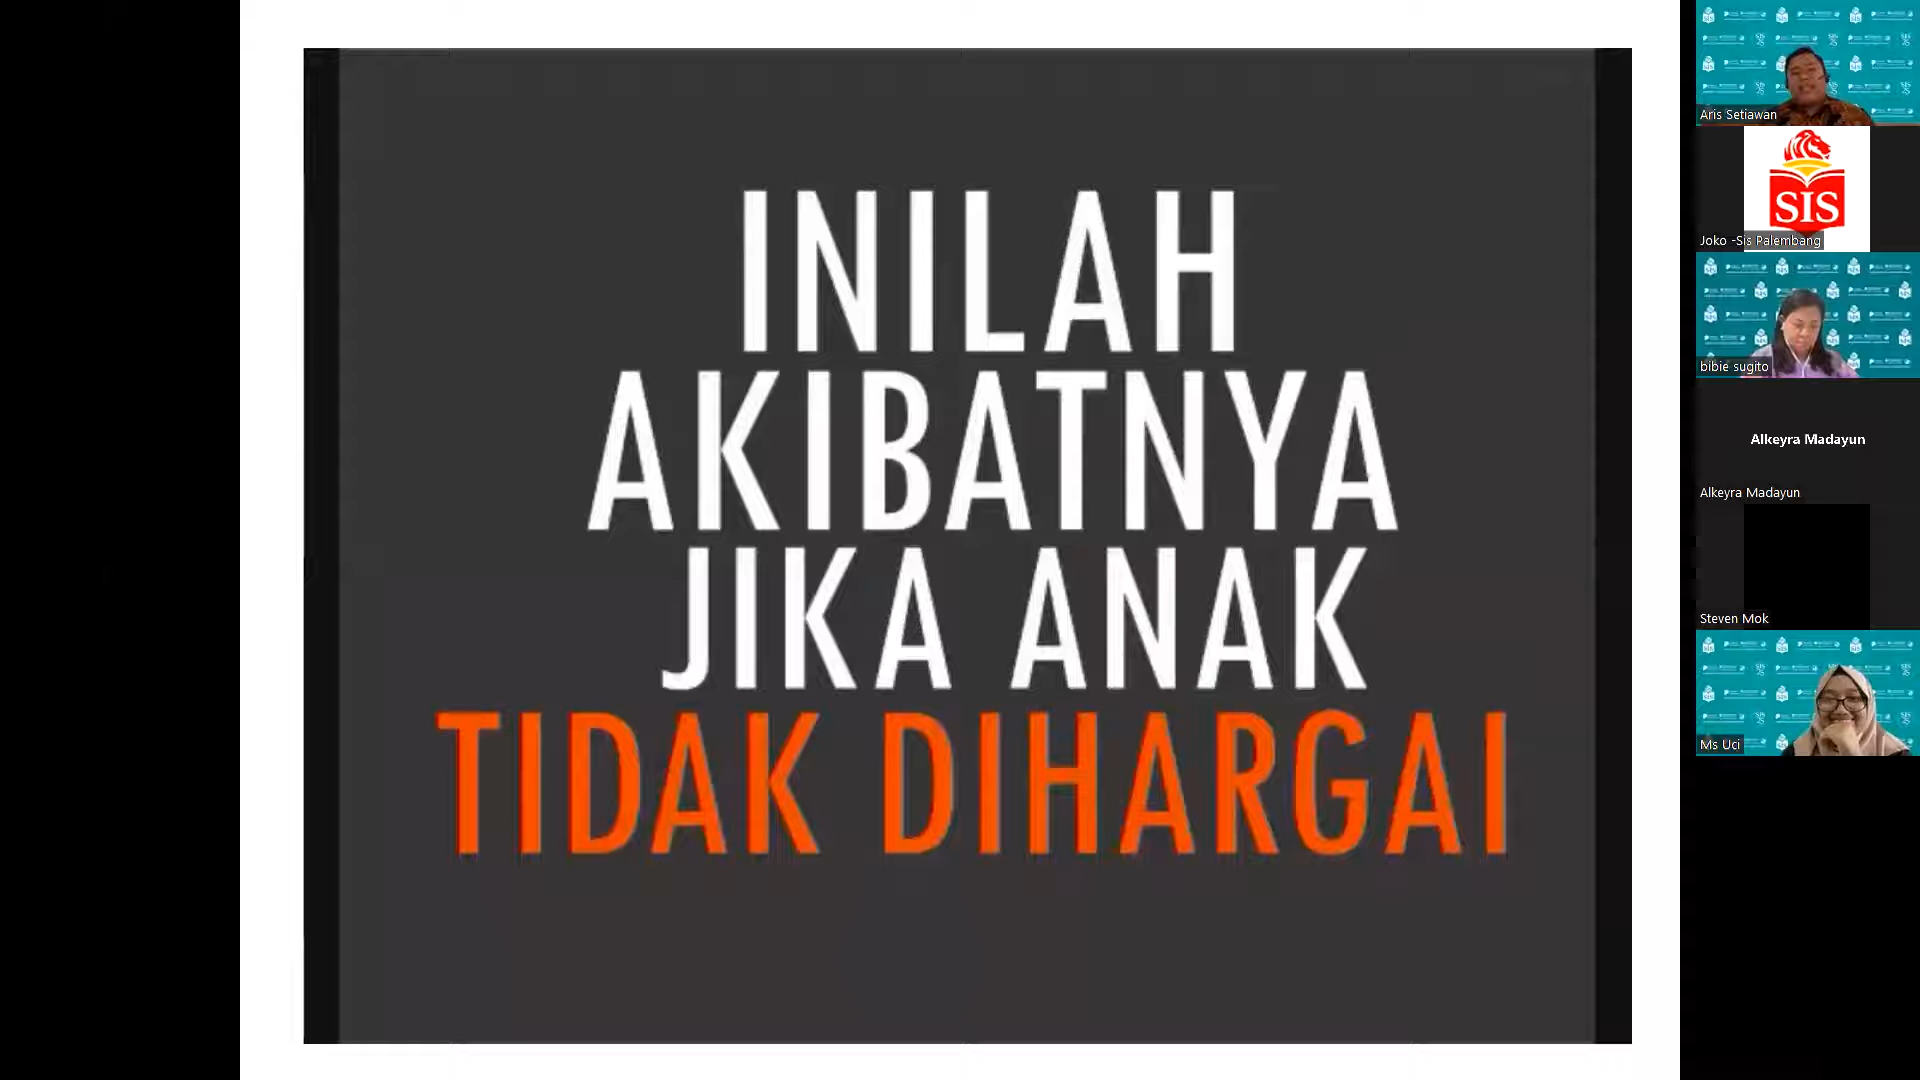 INILAH
AKIBATNYA
JIKA ANAK
TIDAK DIHARGAI
Aris Setiawan
SIS
Joko -Sis Palembang
bibie sugito
Alkeyra Madayun
Alkeyra Madayun
Steven Mok
Ms Uci